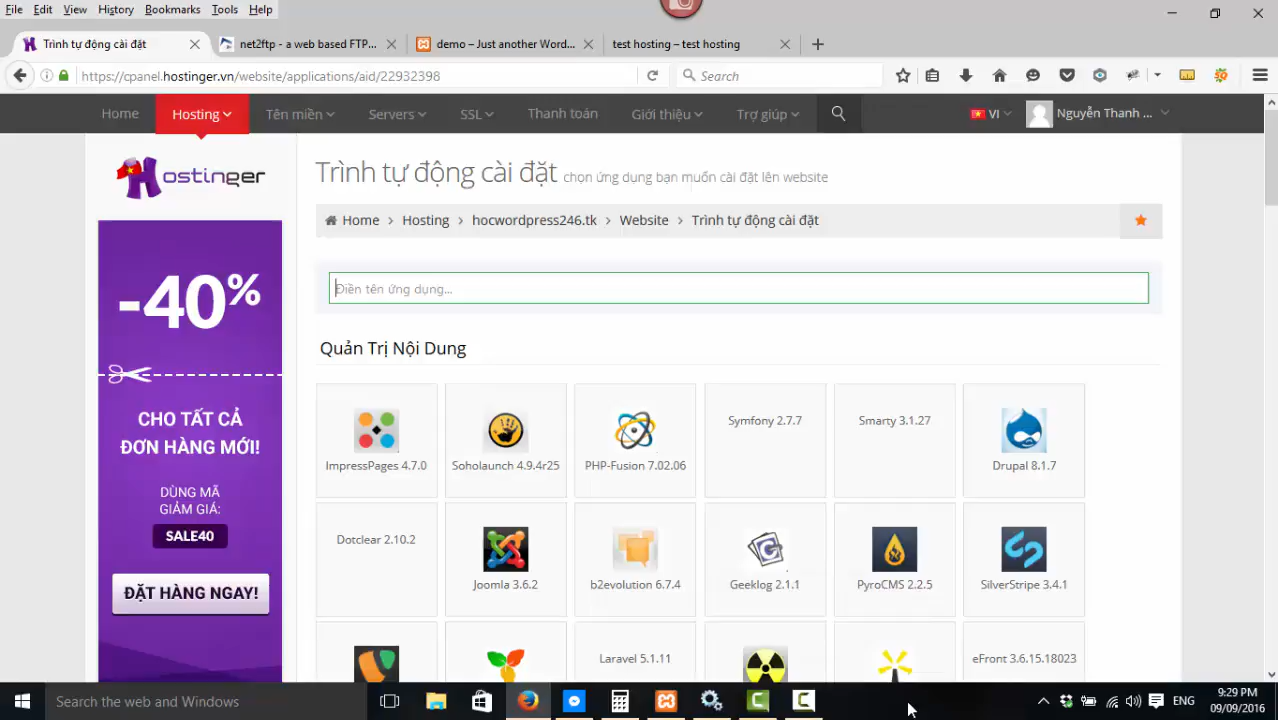 File Edit View History Bookmarks Tools Help
Trình tự động cài đặt
net2ftp - a web based FTP...
demo – Just another Word...
test hosting – test hosting
https://cpanel.hostinger.vn/website/applications/aid/22932398
Search
Home
Hosting
Tên miền
Servers
SSL
Thanh toán
Giới thiệu
Trợ giúp
VI
Nguyễn Thanh ...
Hostinger
Trình tự động cài đặt chọn ứng dụng bạn muốn cài đặt lên website
Home > Hosting > hocwordpress246.tk > Website > Trình tự động cài đặt
Điền tên ứng dụng...
-40%
CHO TẤT CẢ
ĐƠN HÀNG MỚI!
DÙNG MÃ
GIẢM GIÁ:
SALE40
ĐẶT HÀNG NGAY!
Quản Trị Nội Dung
ImpressPages 4.7.0
Soholaunch 4.9.4r25
PHP-Fusion 7.02.06
Symfony 2.7.7
Smarty 3.1.27
Drupal 8.1.7
Dotclear 2.10.2
Joomla 3.6.2
b2evolution 6.7.4
Geeklog 2.1.1
PyroCMS 2.2.5
SilverStripe 3.4.1
Laravel 5.1.11
eFront 3.6.15.18023
Search the web and Windows
ENG
9:29 PM
09/09/2016